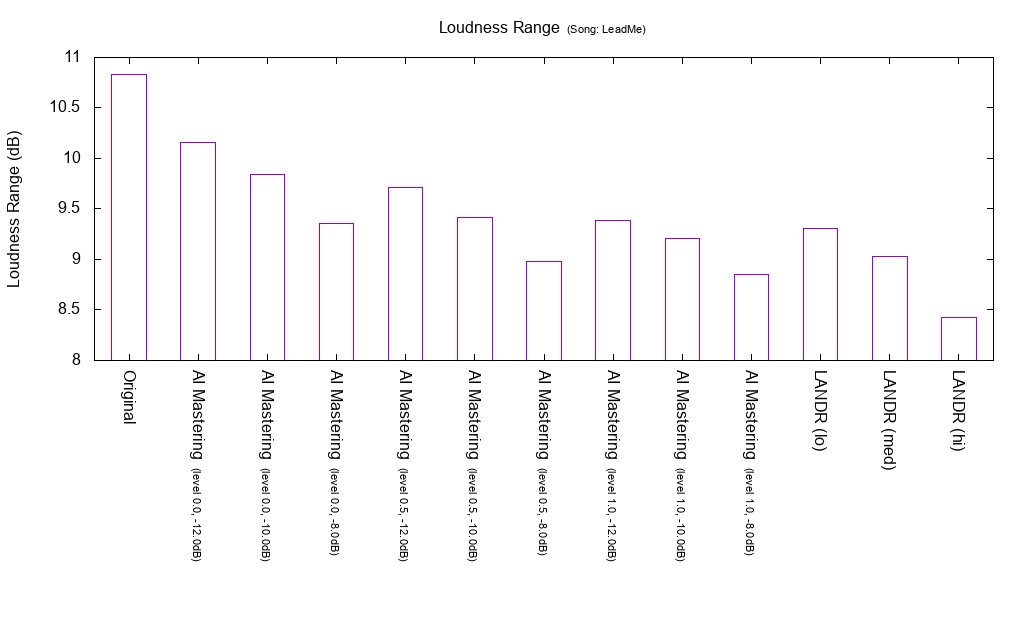 Loudness Range (Song: LeadMe)
Loudness Range (dB)
11
10.5
10
9.5
9
8.5
8
Original
AI Mastering (level 0.0, -12.0dB)
AI Mastering (level 0.0, -10.0dB)
AI Mastering (level 0.0, -8.0dB)
AI Mastering (level 0.5, -12.0dB)
AI Mastering (level 0.5, -10.0dB)
AI Mastering (level 0.5, -8.0dB)
AI Mastering (level 1.0, -12.0dB)
AI Mastering (level 1.0, -10.0dB)
AI Mastering (level 1.0, -8.0dB)
LANDR (lo)
LANDR (med)
LANDR (hi)